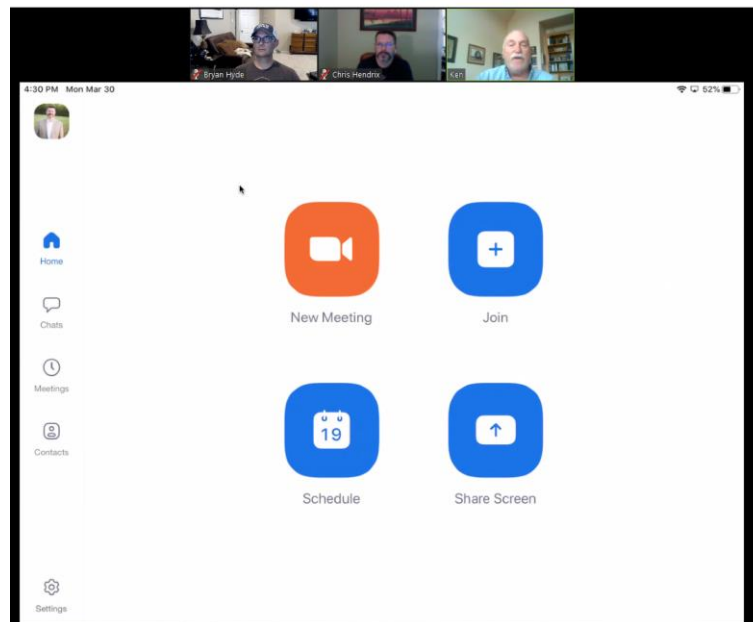 Bryan Hyde
Chris Hendrix
Ken
4:30 PM Mon Mar 30
52%
Home
Chats
Meetings
Contacts
Settings
New Meeting
Join
19
Schedule
Share Screen